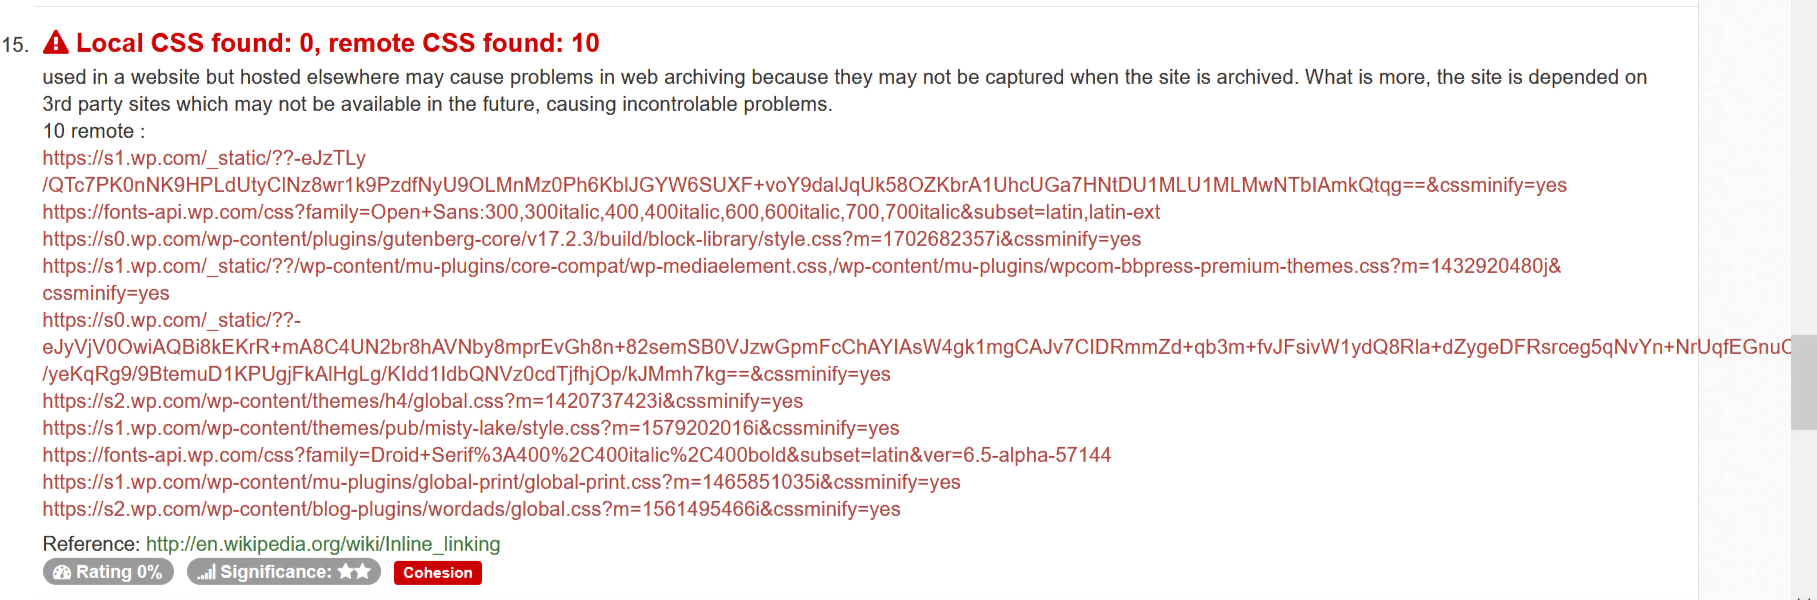 15. Local CSS found: 0, remote CSS found: 10
used in a website but hosted elsewhere may cause problems in web archiving because they may not be captured when the site is archived. What is more, the site is depended on
3rd party sites which may not be available in the future, causing incontrolable problems.
10 remote :
https://s1.wp.com/_static/??-eJzTLy
/QTc7PK0nNK9HPLdUtyClNz8wr1k9PzdfNyU9OLMnMz0Ph6KblJGYW6SUXF+voY9dalJqUk58OZKbrA1UhcUGa7HNtDU1MLU1MLMwNTbIAmkQtqg==&cssminify=yes
https://fonts-api.wp.com/css?family=Open+Sans:300,300italic,400,400italic,600,600italic,700,700italic&subset=latin,latin-ext
https://s0.wp.com/wp-content/plugins/gutenberg-core/v17.2.3/build/block-library/style.css?m=1702682357i&cssminify=yes
https://s1.wp.com/_static/??/wp-content/mu-plugins/core-compat/wp-mediaelement.css,/wp-content/mu-plugins/wpcom-bbpress-premium-themes.css?m=1432920480j&
cssminify=yes
https://s0.wp.com/_static/??-
eJyVjV0OwiAQBi8kEKrR+mA8C4UN2br8hAVNby8mprEvGh8n+82semSB0VJzwGpmFcChAYIAsW4gk1mgCAJv7CIDRmmZd+qb3m+fvJFsivW1ydQ8Rla+dZygeDFRsrceg5qNvYn+NrUqfEGnu
/yeKqRg9/9BtemuD1KPUgjFkAlHgLg/KIdd1IdbQNVz0cdTjfhjOp/kJMmh7kg==&cssminify=yes
https://s2.wp.com/wp-content/themes/h4/global.css?m=1420737423i&cssminify=yes
https://s1.wp.com/wp-content/themes/pub/misty-lake/style.css?m=1579202016i&cssminify=yes
https://fonts-api.wp.com/css?family=Droid+Serif%3A400%2C400italic%2C400bold&subset=latin&ver=6.5-alpha-57144
https://s1.wp.com/wp-content/mu-plugins/global-print/global-print.css?m=1465851035i&cssminify=yes
https://s2.wp.com/wp-content/blog-plugins/wordads/global.css?m=1561495466i&cssminify=yes
Reference: http://en.wikipedia.org/wiki/Inline_linking
Rating 0% Significance: Cohesion